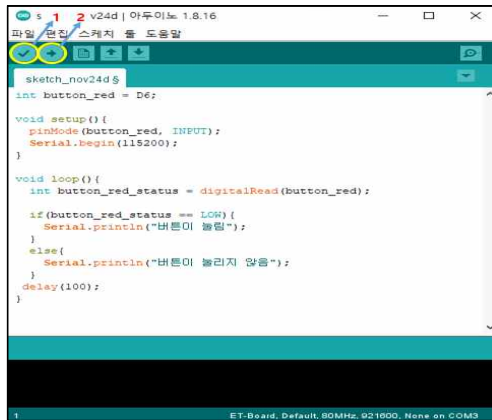 s 1 2 v24d | 아두이노 1.8.16
파일 편집 스케치 툴 도움말
sketch_nov24d §
int button_red = D6;
void setup(){
pinMode(button_red, INPUT);
Serial.begin(115200);
}
void loop(){
int button_red_status = digitalRead(button_red);
if(button_red_status == LOW){
Serial.println("버튼이 눌림");
}
else{
Serial.println("버튼이 눌리지 않음");
}
delay(100);
}
1 ET-Board, Default, 80MHz, 921600, None on COM3